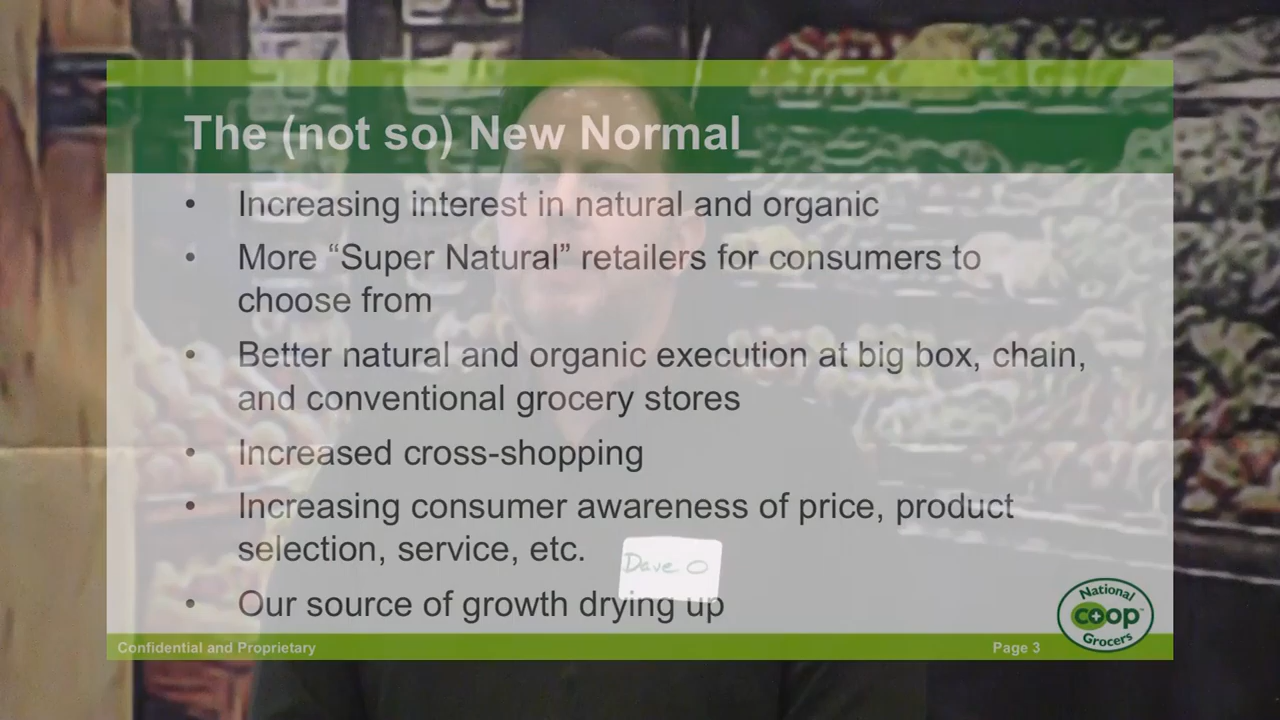 The (not so) New Normal
• Increasing interest in natural and organic
• More “Super Natural” retailers for consumers to
choose from
• Better natural and organic execution at big box, chain,
and conventional grocery stores
• Increased cross-shopping
• Increasing consumer awareness of price, product
selection, service, etc.
Dave O
• Our source of growth drying up
National
co+op™
Grocers
Confidential and Proprietary
Page 3